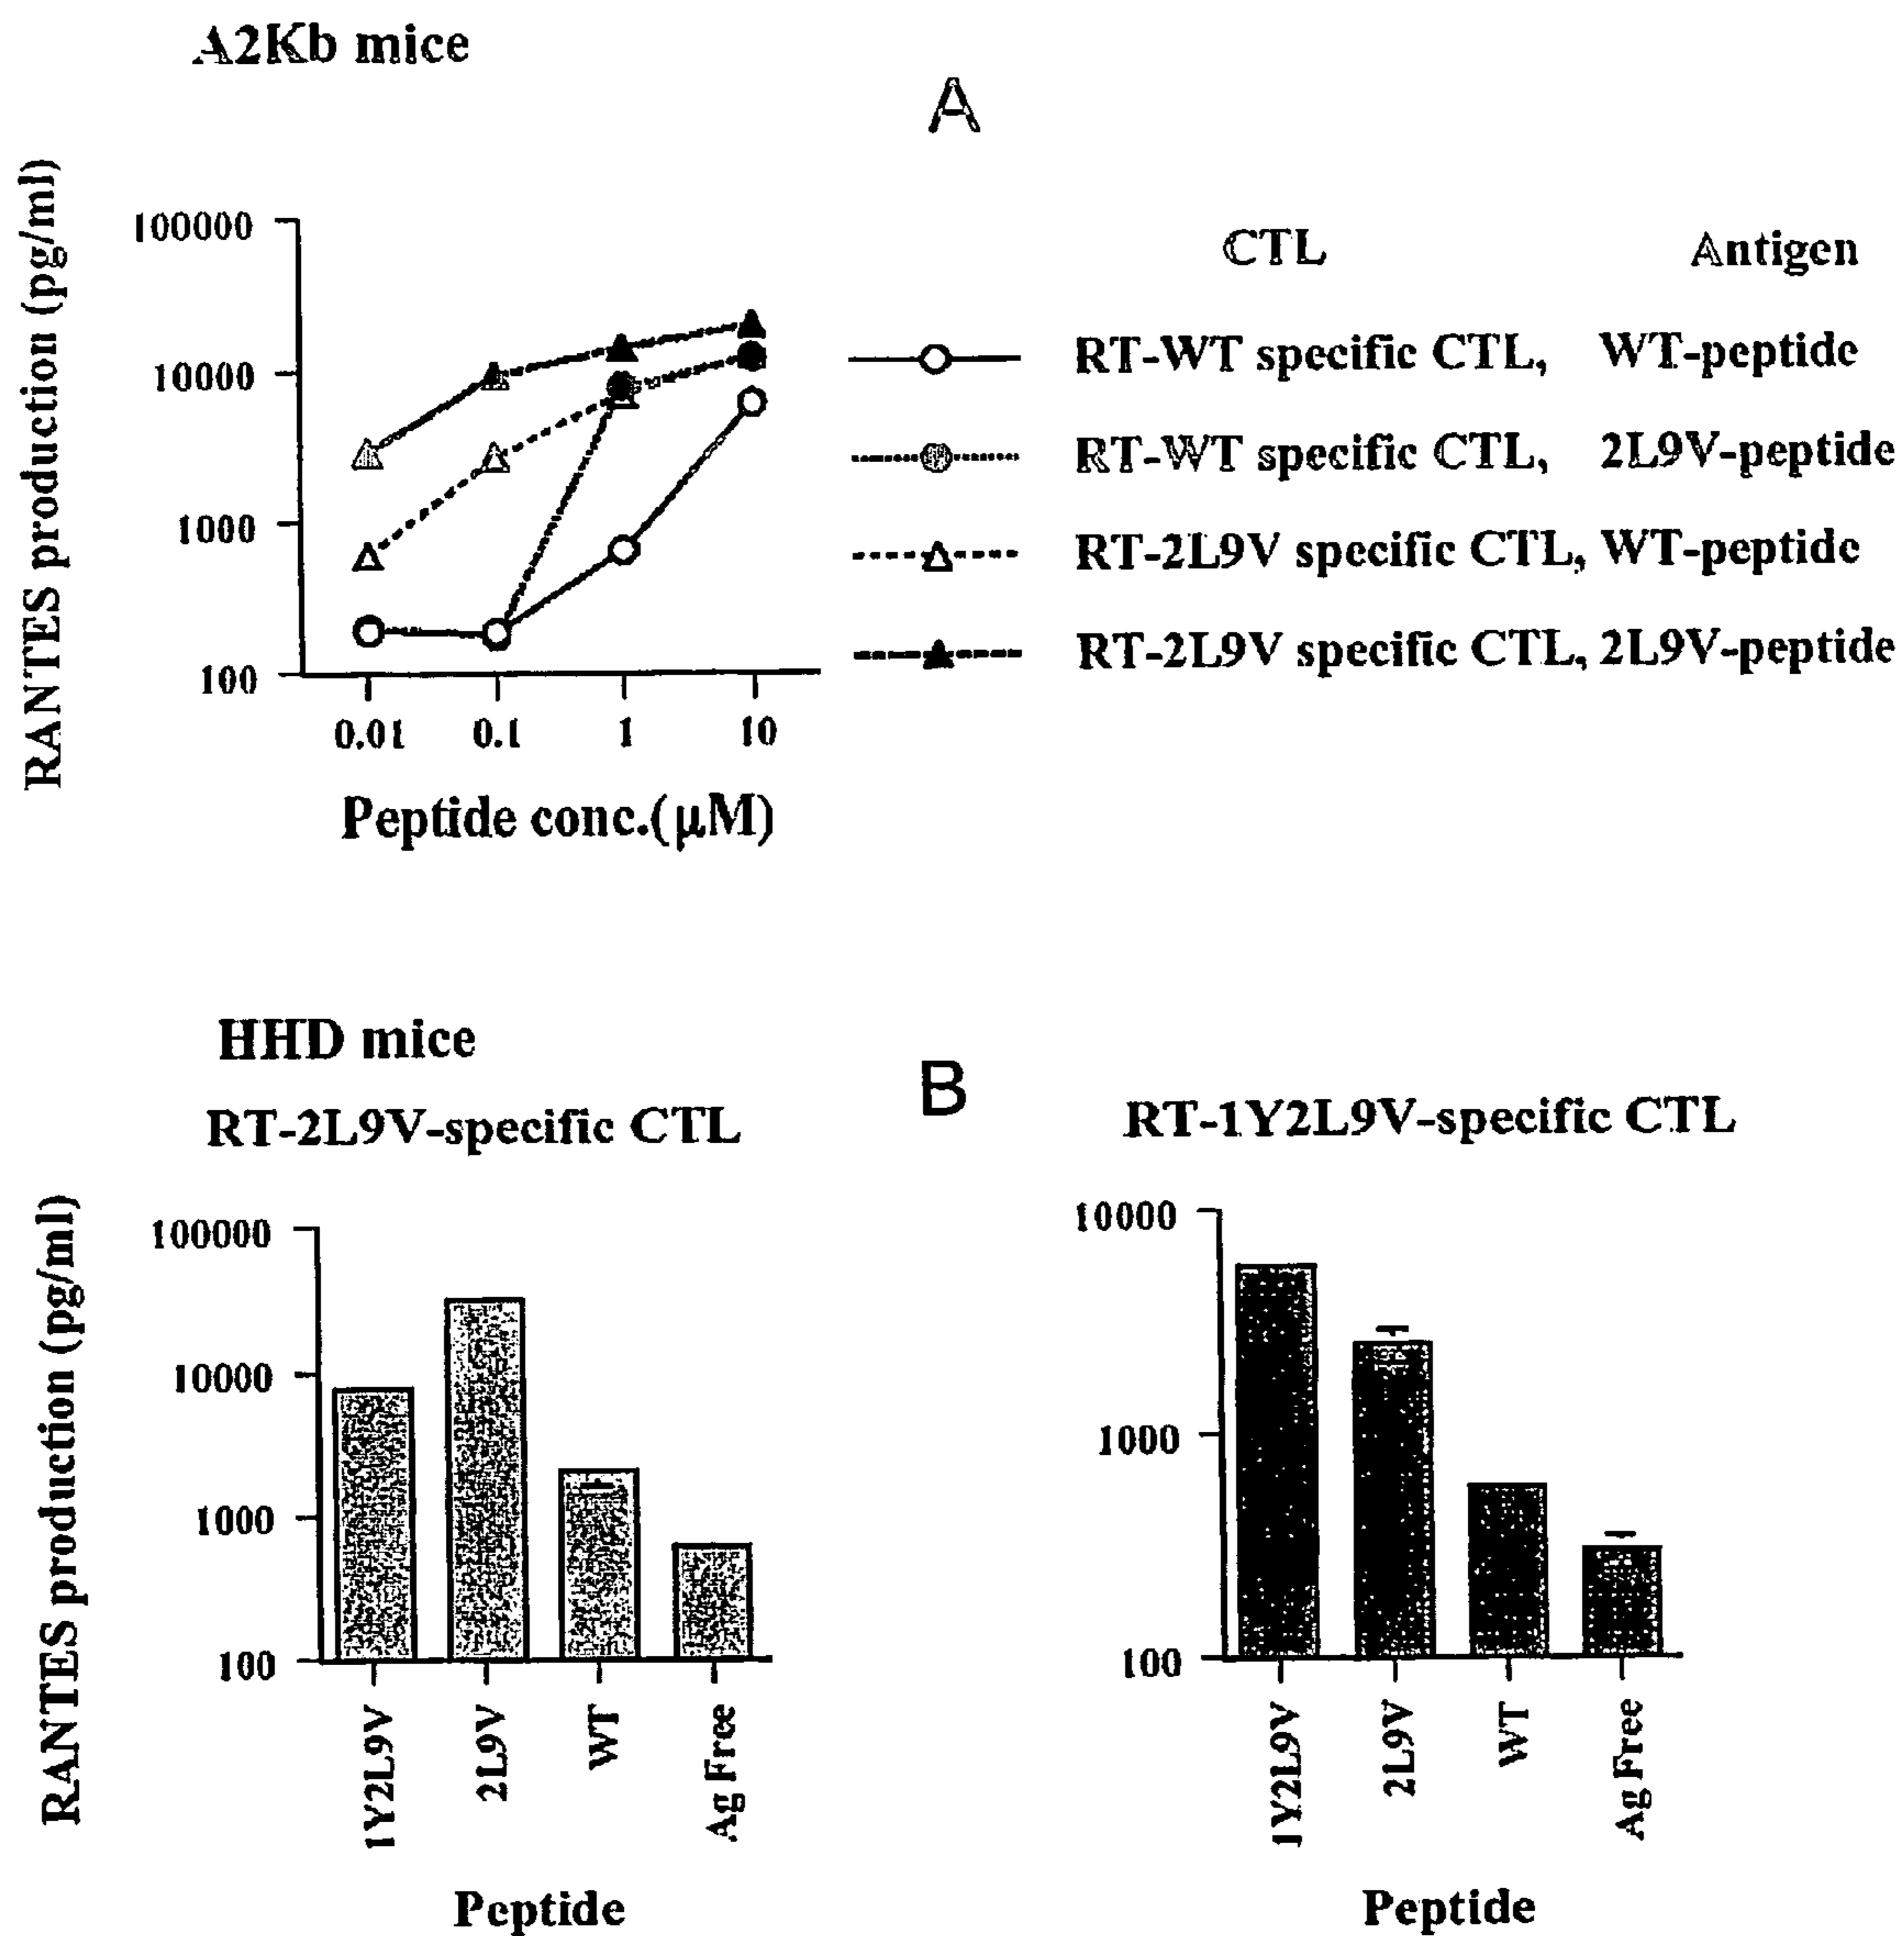 A2Kb mice
A
RANTES production (pg/ml)
100000
10000
1000
100
0.01 0.1 1 10
Peptide conc.(μM)
CTL Antigen
RT-WT specific CTL, WT-peptide
RT-WT specific CTL, 2L9V-peptide
RT-2L9V specific CTL, WT-peptide
RT-2L9V specific CTL, 2L9V-peptide
HHD mice
B
RT-2L9V-specific CTL
RANTES production (pg/ml)
100000
10000
1000
100
1Y2L9V 2L9V WT Ag Free
Peptide
RT-1Y2L9V-specific CTL
10000
1000
100
1Y2L9V 2L9V WT Ag Free
Peptide